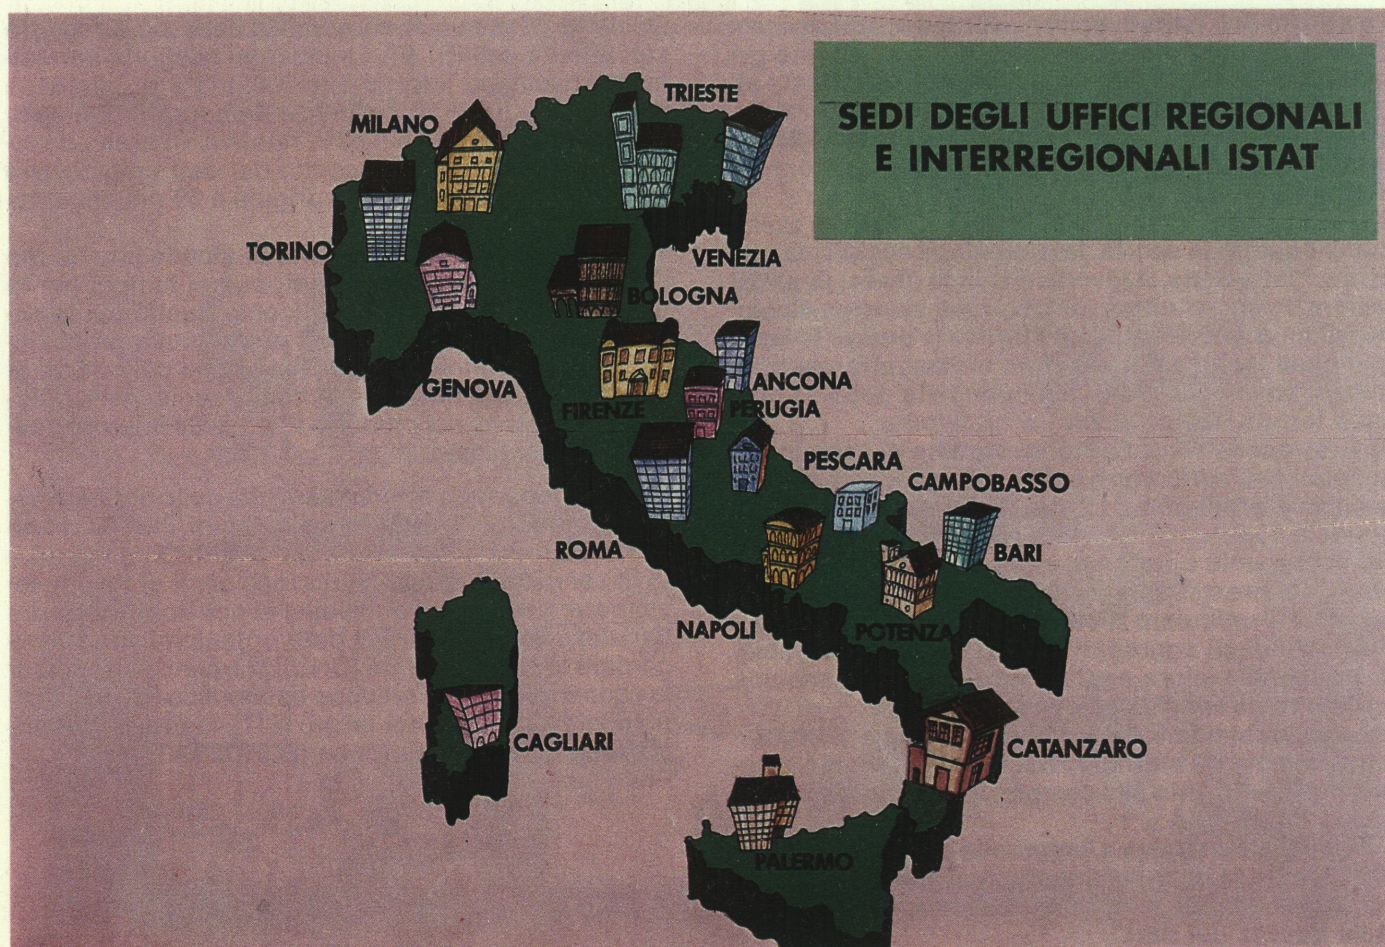 SEDI DEGLI UFFICI REGIONALI
E INTERREGIONALI ISTAT
TRIESTE
MILANO
TORINO
VENEZIA
BOLOGNA
GENOVA
ANCONA
FIRENZE
PERUGIA
PESCARA
CAMPOBASSO
ROMA
BARI
NAPOLI
POTENZA
CAGLIARI
CATANZARO
PALERMO